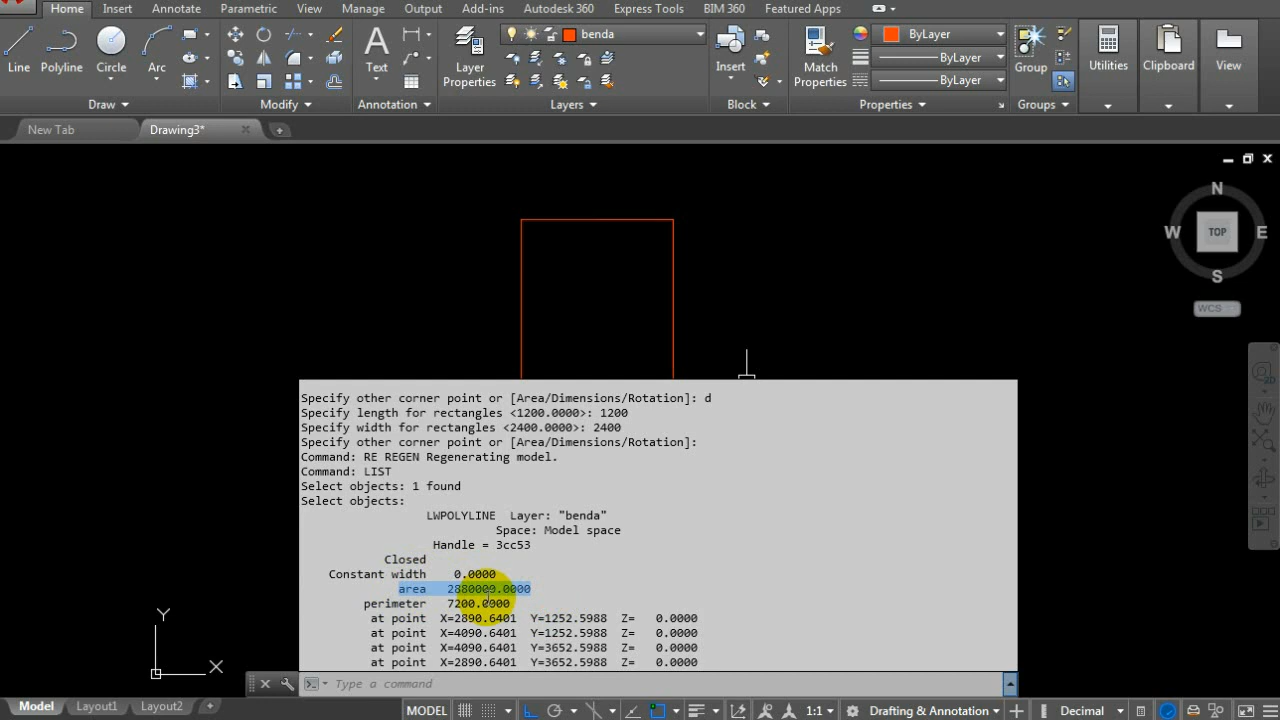 Home Insert Annotate Parametric View Manage Output Add-ins Autodesk 360 Express Tools BIM 360 Featured Apps
benda
ByLayer
ByLayer
ByLayer
Line Polyline Circle Arc Text Layer Properties Insert Match Properties Group Utilities Clipboard View
Draw Modify Annotation Layers Block Properties Groups
New Tab Drawing3*
N
W TOP E
S
WCS
Specify other corner point or [Area/Dimensions/Rotation]: d
Specify length for rectangles <1200.0000>: 1200
Specify width for rectangles <2400.0000>: 2400
Specify other corner point or [Area/Dimensions/Rotation]:
Command: RE REGEN Regenerating model.
Command: LIST
Select objects: 1 found
Select objects:
LWPOLYLINE Layer: "benda"
Space: Model space
Handle = 3cc53
Closed
Constant width 0.0000
area 2880000.0000
perimeter 7200.0000
at point X=2890.6401 Y=1252.5988 Z= 0.0000
at point X=4090.6401 Y=1252.5988 Z= 0.0000
at point X=4090.6401 Y=3652.5988 Z= 0.0000
at point X=2890.6401 Y=3652.5988 Z= 0.0000
Y
X
Type a command
Model Layout1 Layout2 + MODEL 1:1 Drafting & Annotation Decimal